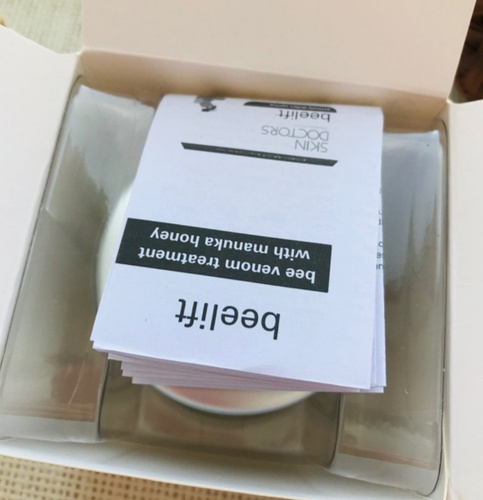 beelift
bee venom treatment
with manuka honey
SKIN
DOCTORS
beelift